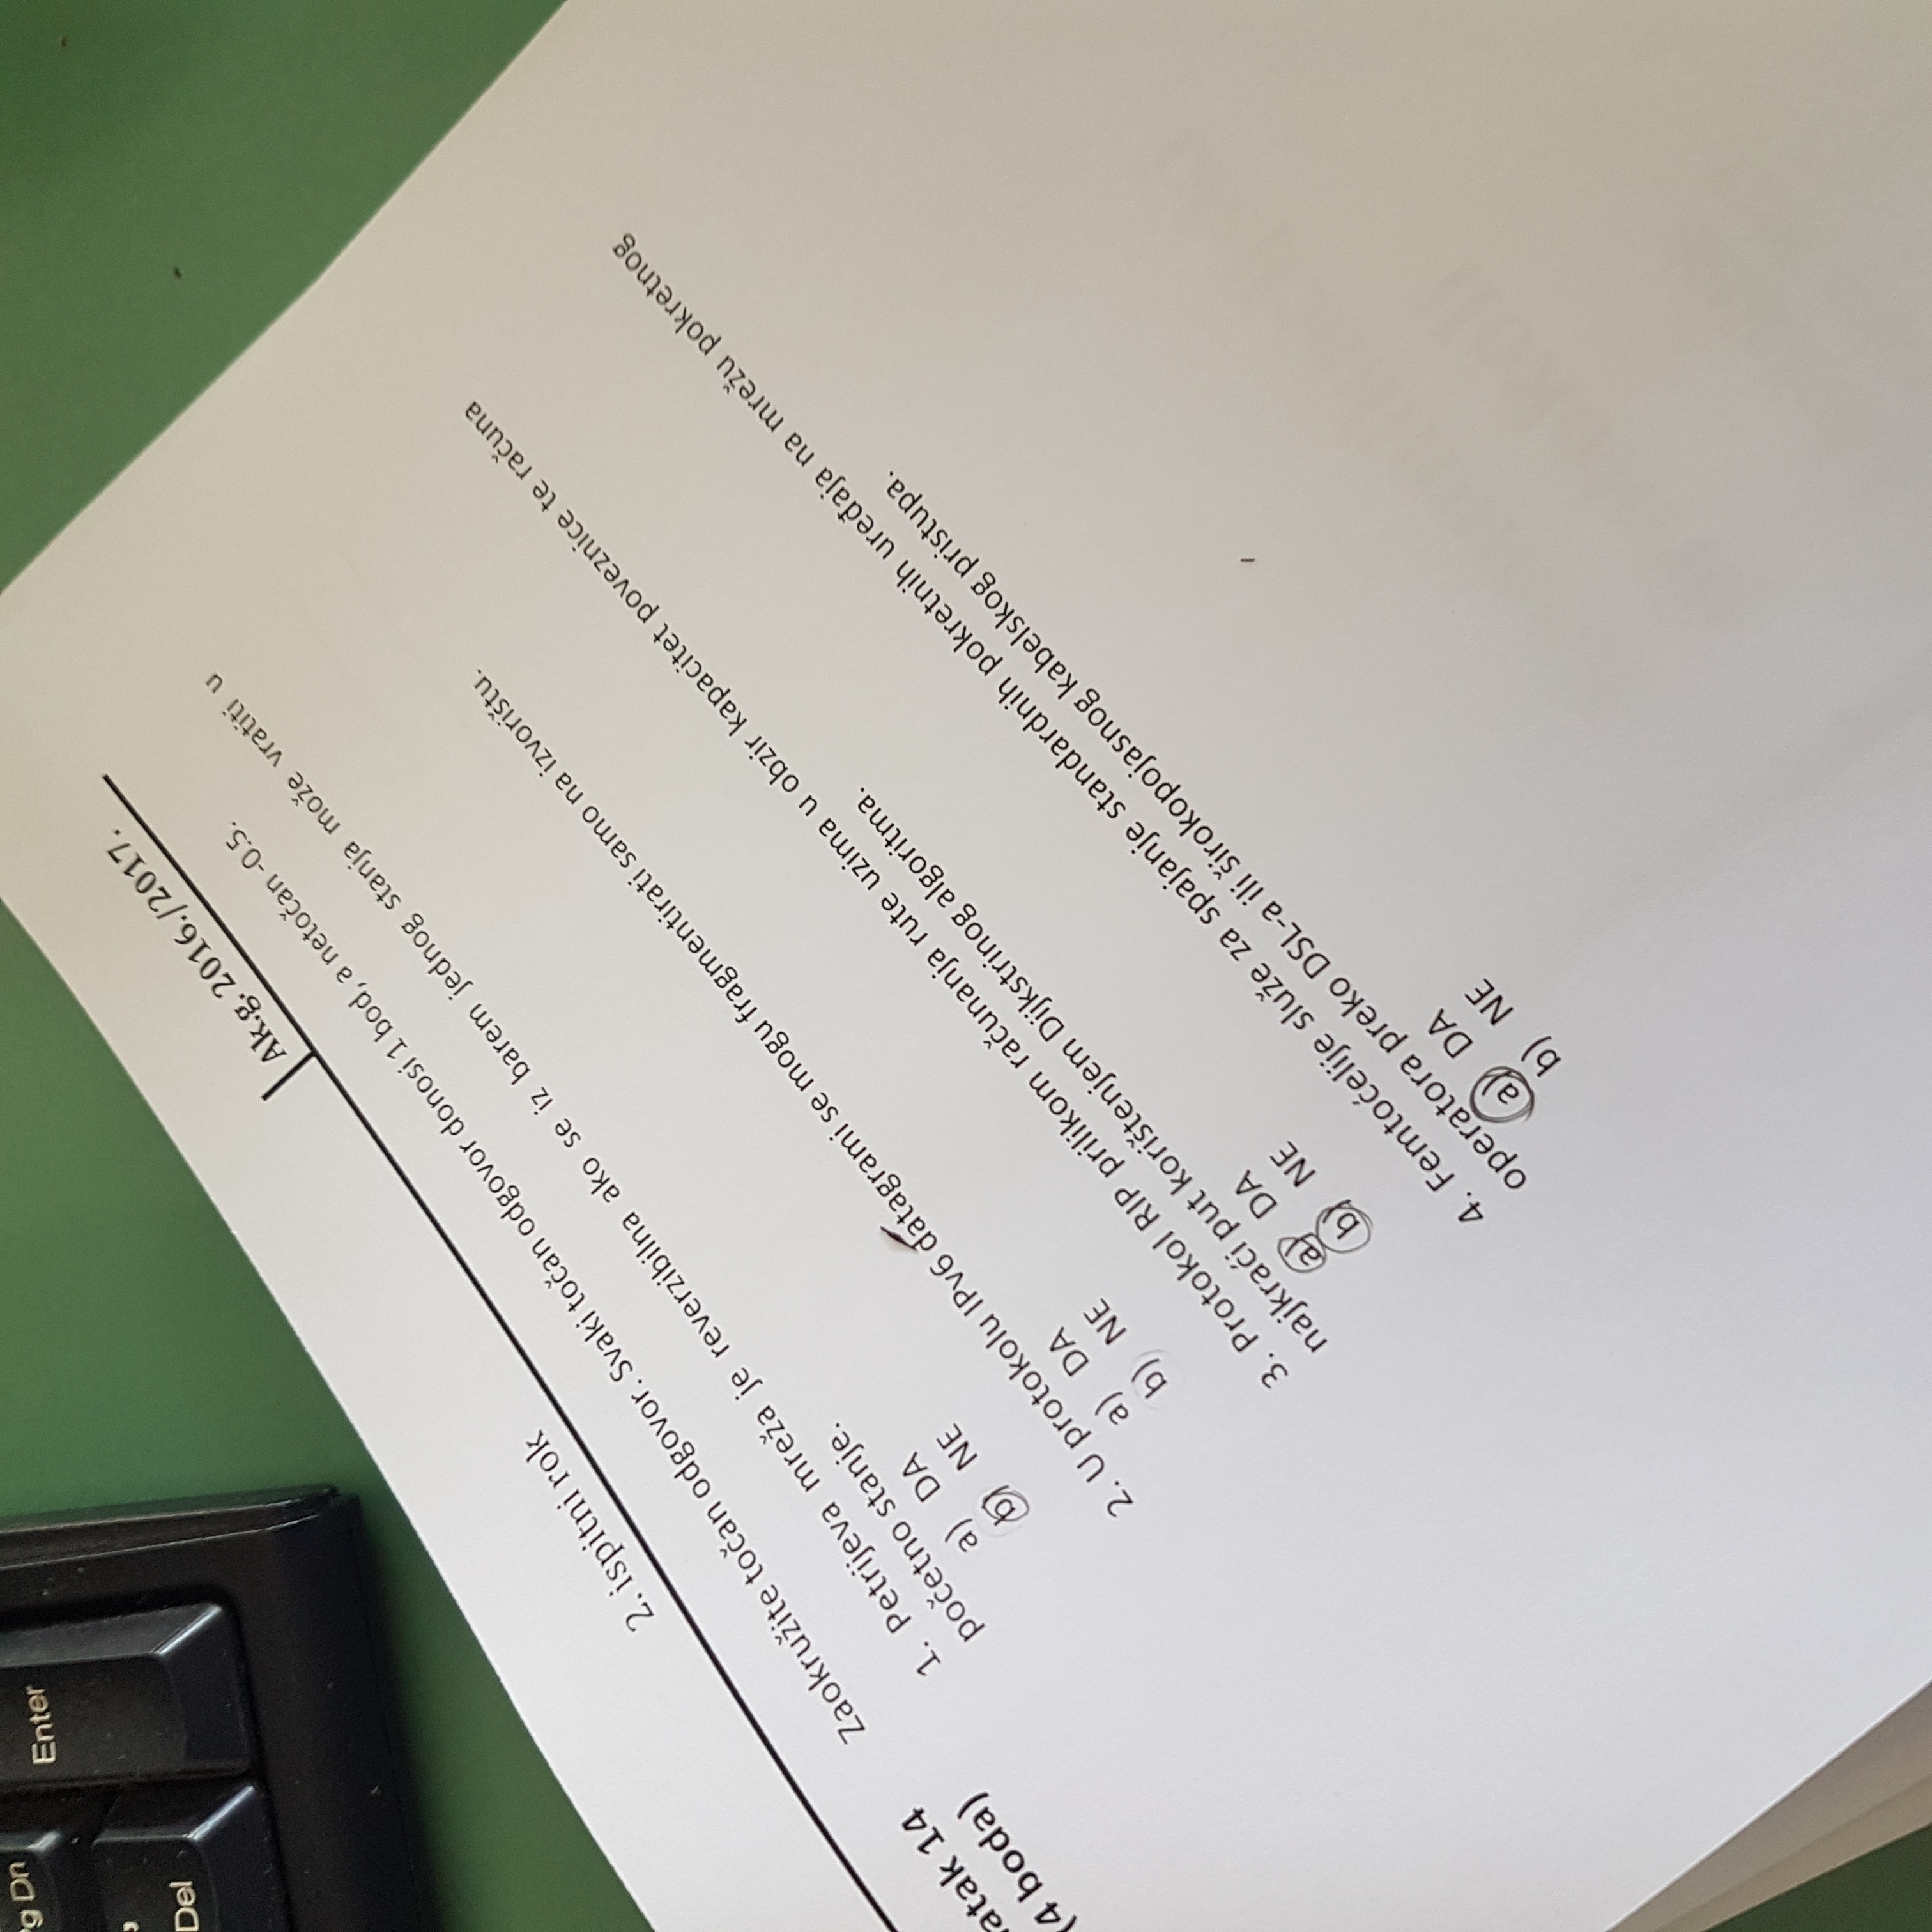 g Dn
Enter
,
Del
2. ispitni rok
Ak.g. 2016./2017.
atak 14
(4 boda)
Zaokružite točan odgovor. Svaki točan odgovor donosi 1 bod, a netočan -0.5.
1. Petrijeva mreža je reverzibilna ako se iz barem jednog stanja može vratiti u
početno stanje.
a) DA
b) NE
2. U protokolu IPv6 datagrami se mogu fragmentirati samo na izvorištu.
a) DA
b) NE
3. Protokol RIP prilikom računanja rute uzima u obzir kapacitet poveznice te računa
najkraći put korištenjem Dijkstrinog algoritma.
a) DA
b) NE
4. Femtoćelije služe za spajanje standardnih pokretnih uređaja na mrežu pokretnog
operatora preko DSL-a ili širokopojasnog kabelskog pristupa.
a) DA
b) NE